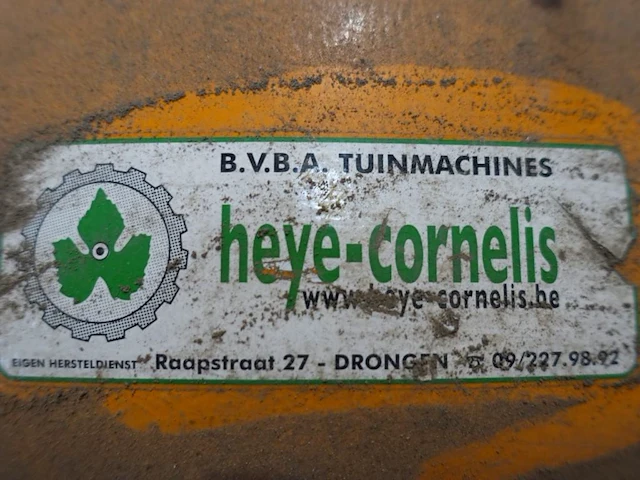 B.V.B.A. TUINMACHINES
heye-cornelis
www.heye-cornelis.be
EIGEN HERSTELDIENST Raapstraat 27 - DRONGEN ☏ 09/227.98.92